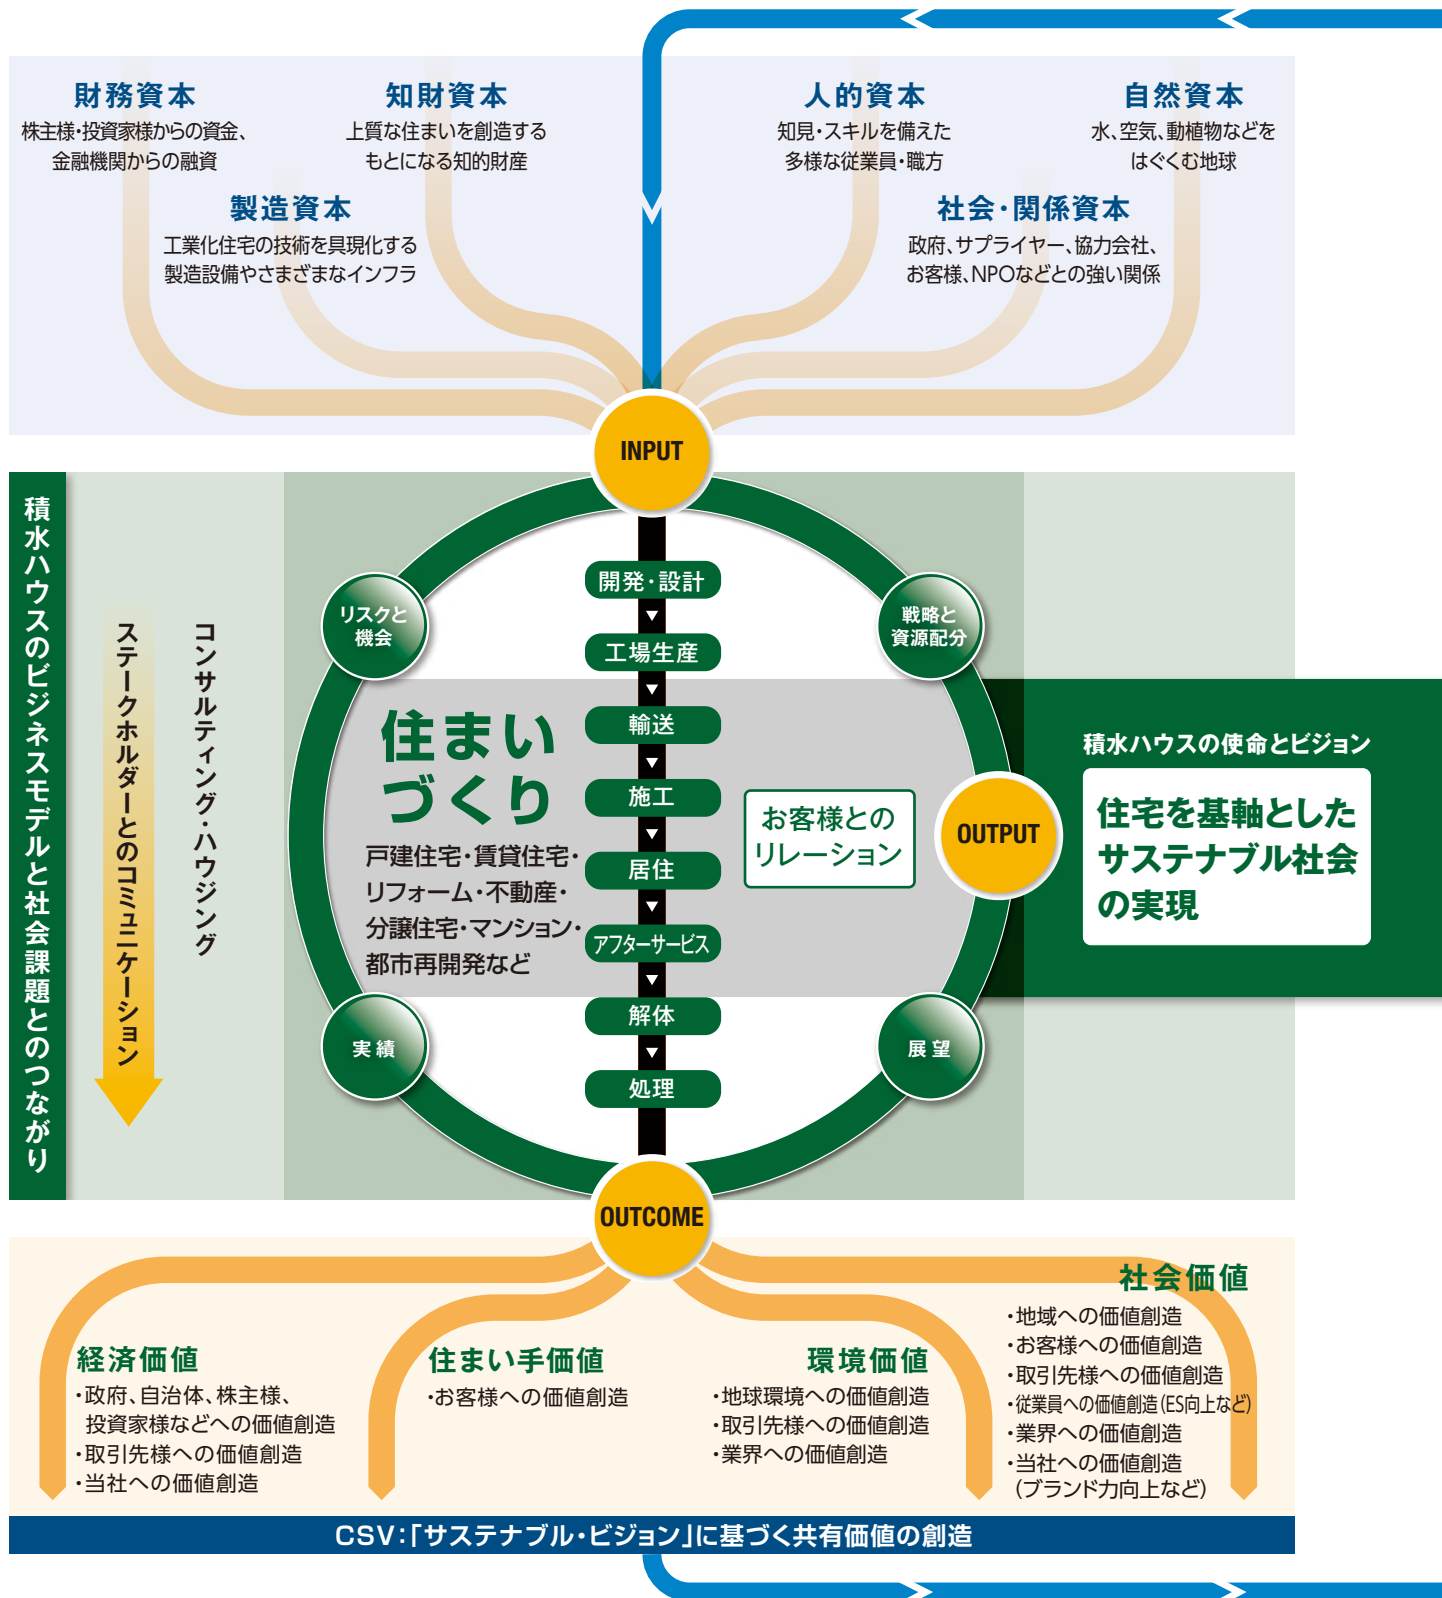 財務資本
株主様・投資家様からの資金、
金融機関からの融資
知財資本
上質な住まいを創造する
もとになる知的財産
人的資本
知見・スキルを備えた
多様な従業員・職方
自然資本
水、空気、動植物などを
はぐくむ地球
製造資本
工業化住宅の技術を具現化する
製造設備やさまざまなインフラ
社会・関係資本
政府、サプライヤー、協力会社、
お客様、NPOなどとの強い関係
INPUT
積水ハウスのビジネスモデルと社会課題とのつながり
ステークホルダーとのコミュニケーション
コンサルティング・ハウジング
リスクと
機会
戦略と
資源配分
開発・設計
工場生産
輸送
施工
居住
アフターサービス
解体
処理
住まい
づくり
戸建住宅・賃貸住宅・
リフォーム・不動産・
分譲住宅・マンション・
都市再開発など
お客様との
リレーション
OUTPUT
積水ハウスの使命とビジョン
住宅を基軸とした
サステナブル社会
の実現
実績
展望
OUTCOME
経済価値
・政府、自治体、株主様、
投資家様などへの価値創造
・取引先様への価値創造
・当社への価値創造
住まい手価値
・お客様への価値創造
環境価値
・地球環境への価値創造
・取引先様への価値創造
・業界への価値創造
社会価値
・地域への価値創造
・お客様への価値創造
・取引先様への価値創造
・従業員への価値創造（ES向上など）
・業界への価値創造
・当社への価値創造
（ブランド力向上など）
CSV：「サステナブル・ビジョン」に基づく共有価値の創造